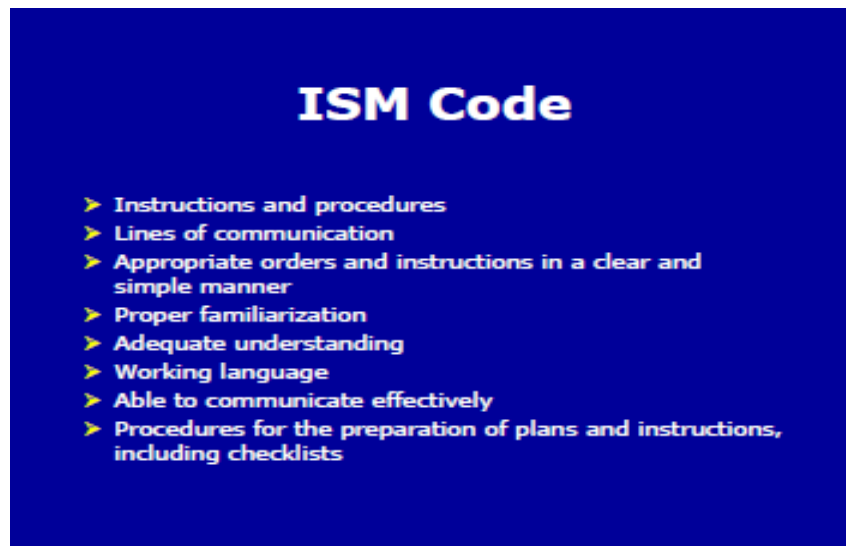 ISM Code
➤ Instructions and procedures
➤ Lines of communication
➤ Appropriate orders and instructions in a clear and
simple manner
➤ Proper familiarization
➤ Adequate understanding
➤ Working language
➤ Able to communicate effectively
➤ Procedures for the preparation of plans and instructions,
including checklists